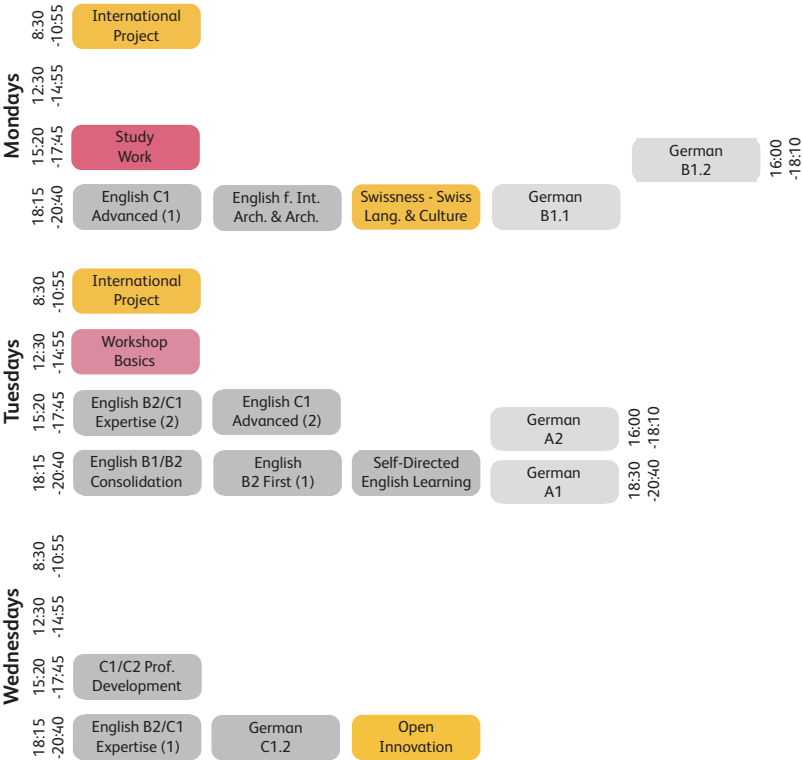 Mondays
8:30
-10:55
International
Project
12:30
-14:55
15:20
-17:45
Study
Work
German
B1.2
16:00
-18:10
18:15
-20:40
English C1
Advanced (1)
English f. Int.
Arch. & Arch.
Swissness - Swiss
Lang. & Culture
German
B1.1
Tuesdays
8:30
-10:55
International
Project
12:30
-14:55
Workshop
Basics
15:20
-17:45
English B2/C1
Expertise (2)
English C1
Advanced (2)
German
A2
16:00
-18:10
18:15
-20:40
English B1/B2
Consolidation
English
B2 First (1)
Self-Directed
English Learning
German
A1
18:30
-20:40
Wednesdays
8:30
-10:55
12:30
-14:55
15:20
-17:45
C1/C2 Prof.
Development
18:15
-20:40
English B2/C1
Expertise (1)
German
C1.2
Open
Innovation